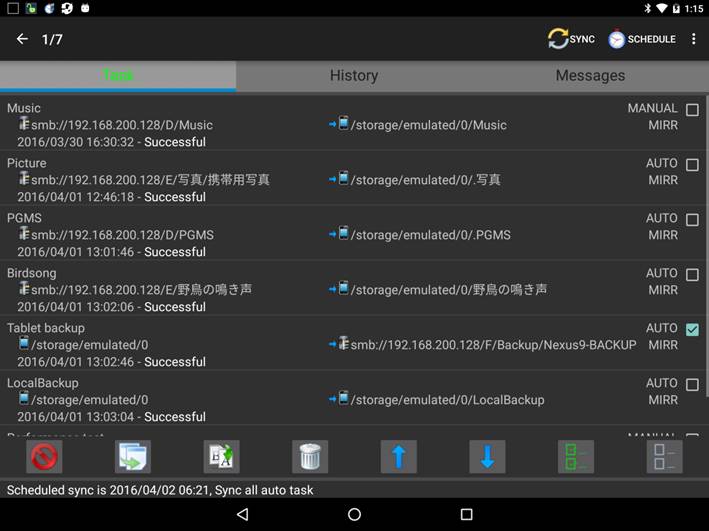 1:15
1/7
SYNC
SCHEDULE
Task
History
Messages
Music
MANUAL
smb://192.168.200.128/D/Music
/storage/emulated/0/Music
MIRR
2016/03/30 16:30:32 - Successful
Picture
AUTO
smb://192.168.200.128/E/写真/携帯用写真
/storage/emulated/0/.写真
MIRR
2016/04/01 12:46:18 - Successful
PGMS
AUTO
smb://192.168.200.128/D/PGMS
/storage/emulated/0/.PGMS
MIRR
2016/04/01 13:01:46 - Successful
Birdsong
AUTO
smb://192.168.200.128/E/野鳥の鳴き声
/storage/emulated/0/野鳥の鳴き声
MIRR
2016/04/01 13:02:06 - Successful
Tablet backup
AUTO
/storage/emulated/0
smb://192.168.200.128/F/Backup/Nexus9-BACKUP
MIRR
2016/04/01 13:02:46 - Successful
LocalBackup
AUTO
/storage/emulated/0
/storage/emulated/0/LocalBackup
MIRR
2016/04/01 13:03:04 - Successful
Scheduled sync is 2016/04/02 06:21, Sync all auto task